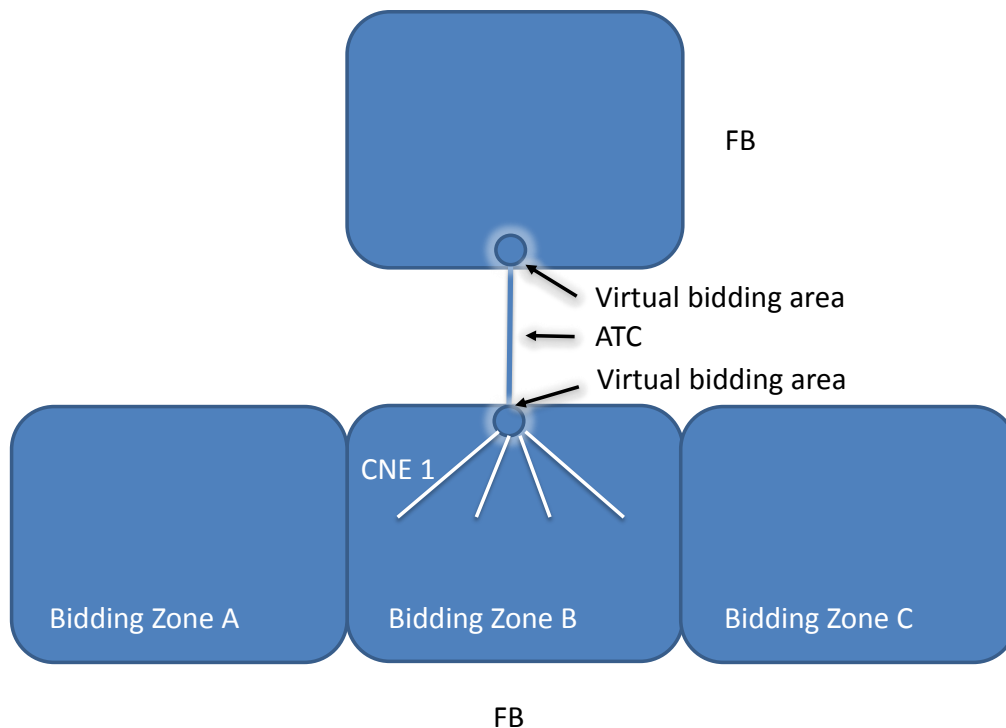 FB
Virtual bidding area
ATC
Virtual bidding area
CNE 1
Bidding Zone A
Bidding Zone B
Bidding Zone C
FB